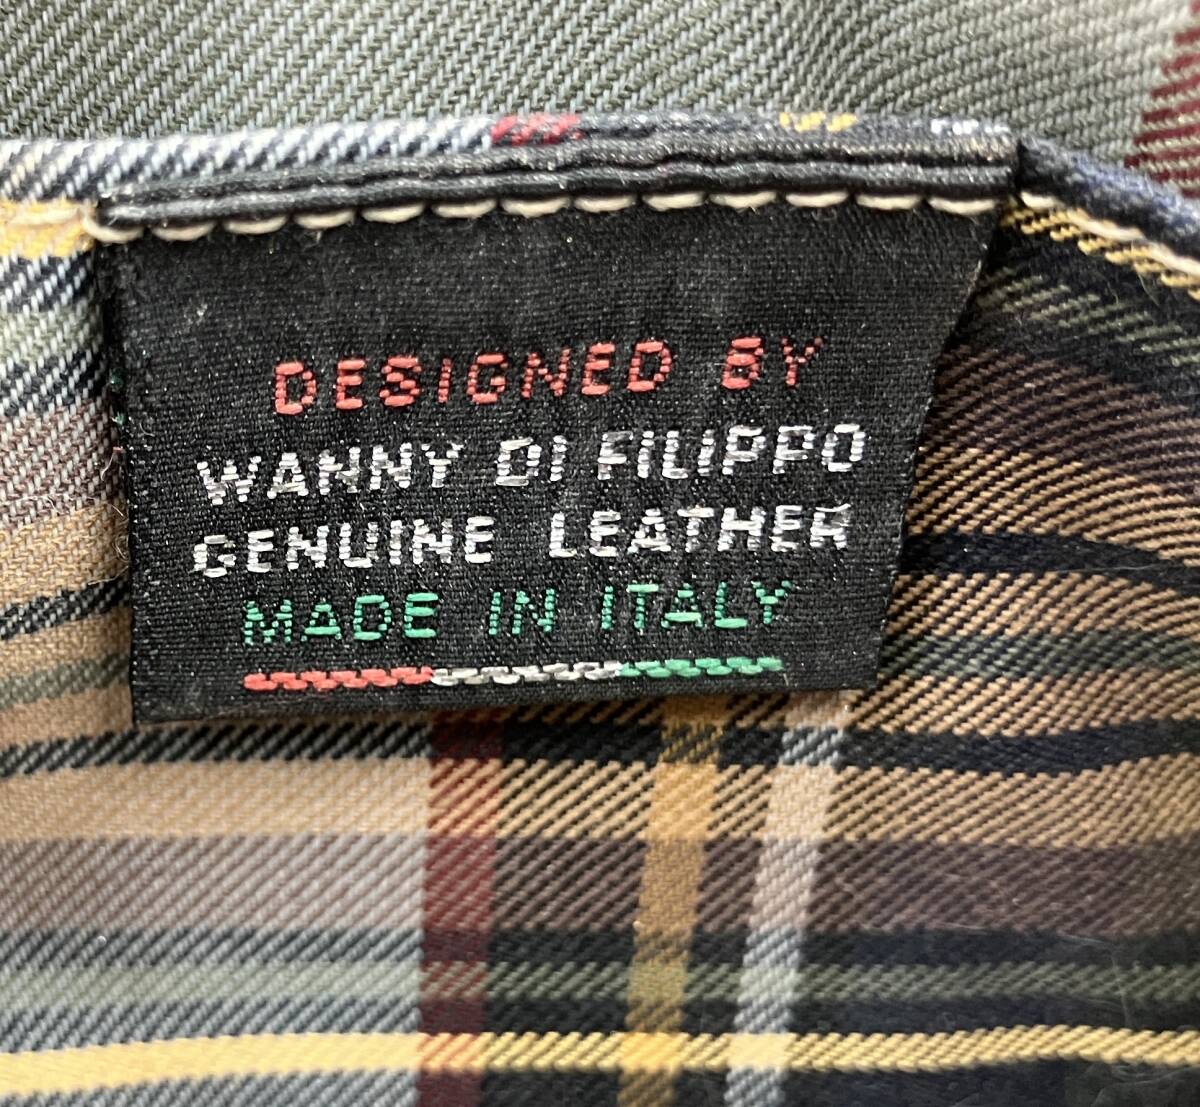 DESIGNED BY
WANNY Di FiLiPPO
GENUINE LEATHER
MADE IN ITALY